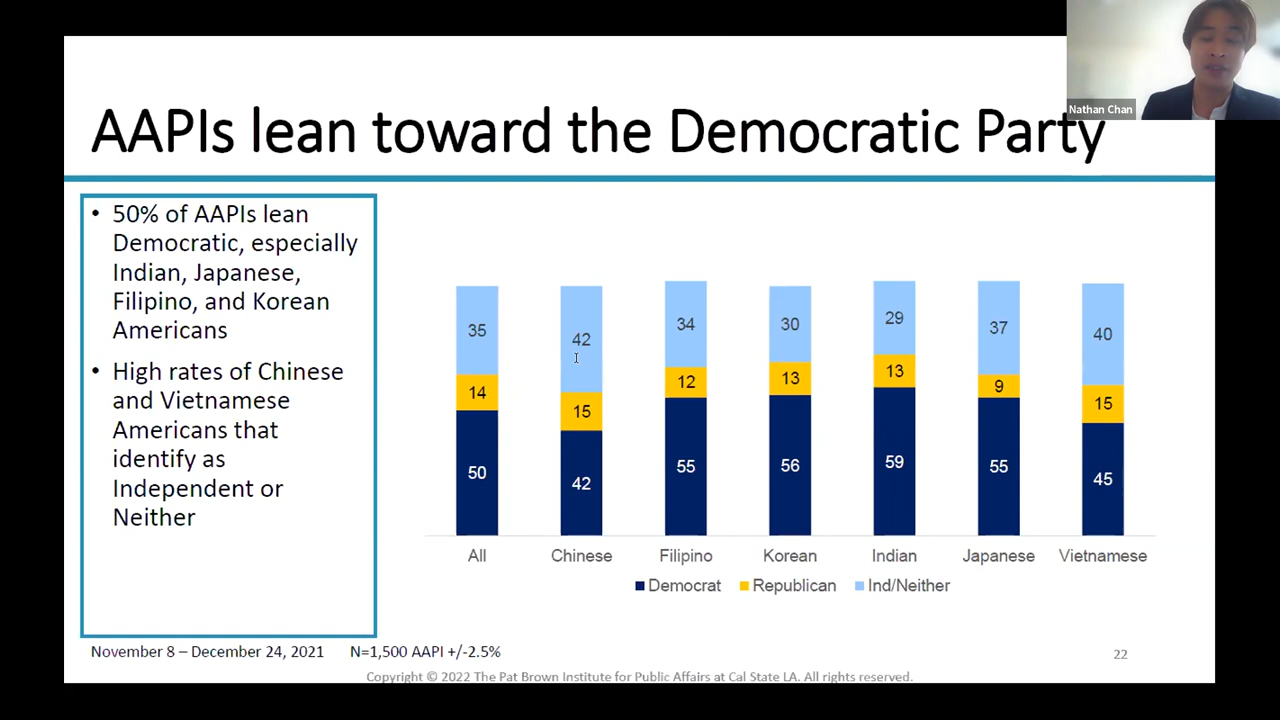 Nathan Chan
AAPIs lean toward the Democratic Party
• 50% of AAPIs lean
Democratic, especially
Indian, Japanese,
Filipino, and Korean
Americans
• High rates of Chinese
and Vietnamese
Americans that
identify as
Independent or
Neither
35 42 34 30 29 37 40
14 15 12 13 13 9 15
50 42 55 56 59 55 45
All Chinese Filipino Korean Indian Japanese Vietnamese
Democrat Republican Ind/Neither
November 8 – December 24, 2021 N=1,500 AAPI +/-2.5%
22
Copyright © 2022 The Pat Brown Institute for Public Affairs at Cal State LA. All rights reserved.